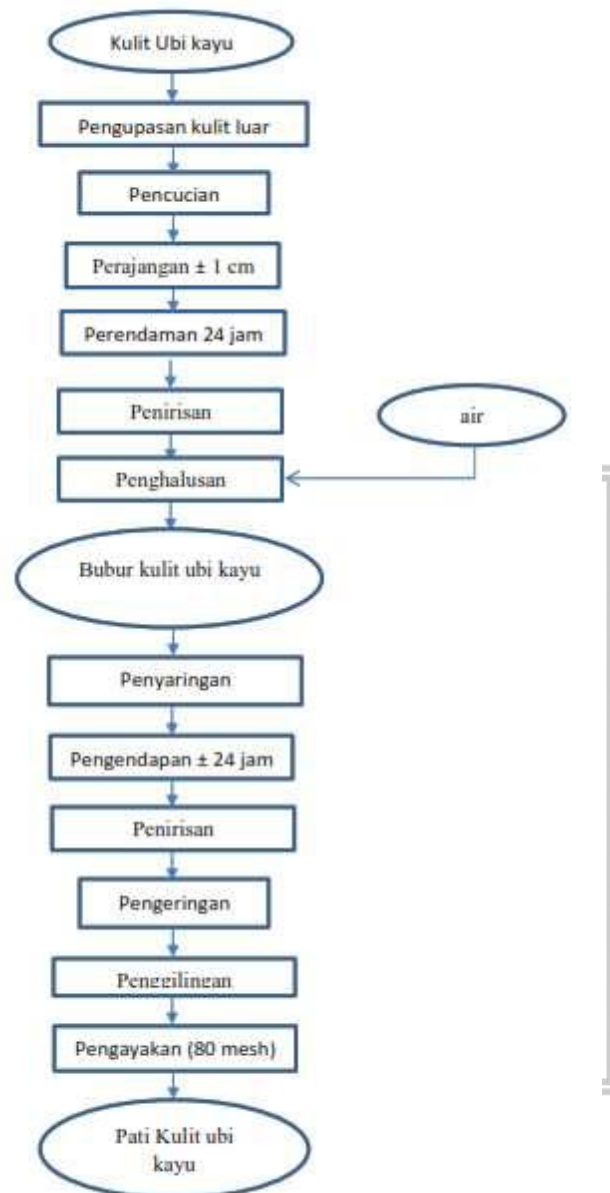 Kulit Ubi kayu
Pengupasan kulit luar
Pencucian
Perajangan ± 1 cm
Perendaman 24 jam
Penirisan
air
Penghalusan
Bubur kulit ubi kayu
Penyaringan
Pengendapan ± 24 jam
Penirisan
Pengeringan
Penggilingan
Pengayakan (80 mesh)
Pati Kulit ubi
kayu